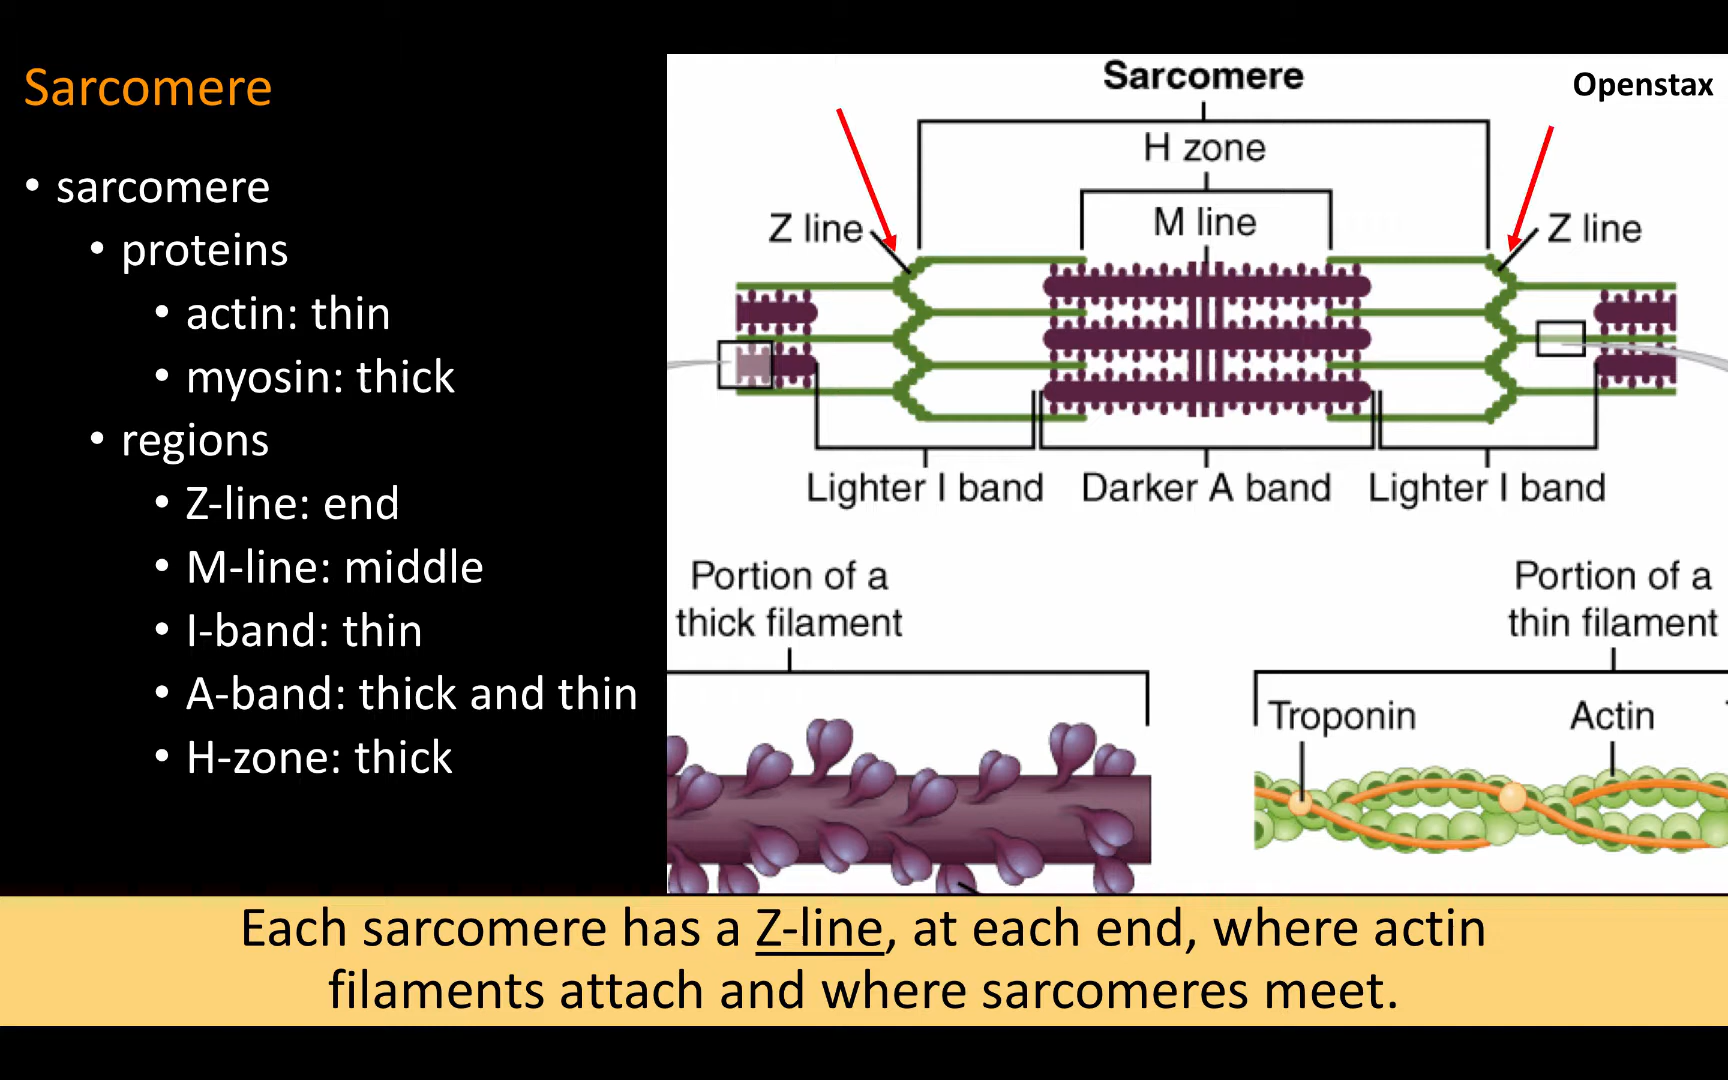 Sarcomere
• sarcomere
• proteins
• actin: thin
• myosin: thick
• regions
• Z-line: end
• M-line: middle
• I-band: thin
• A-band: thick and thin
• H-zone: thick
Sarcomere
Openstax
H zone
Z line
M line
Z line
Lighter I band
Darker A band
Lighter I band
Portion of a
thick filament
Portion of a
thin filament
Troponin
Actin
Each sarcomere has a Z-line, at each end, where actin
filaments attach and where sarcomeres meet.